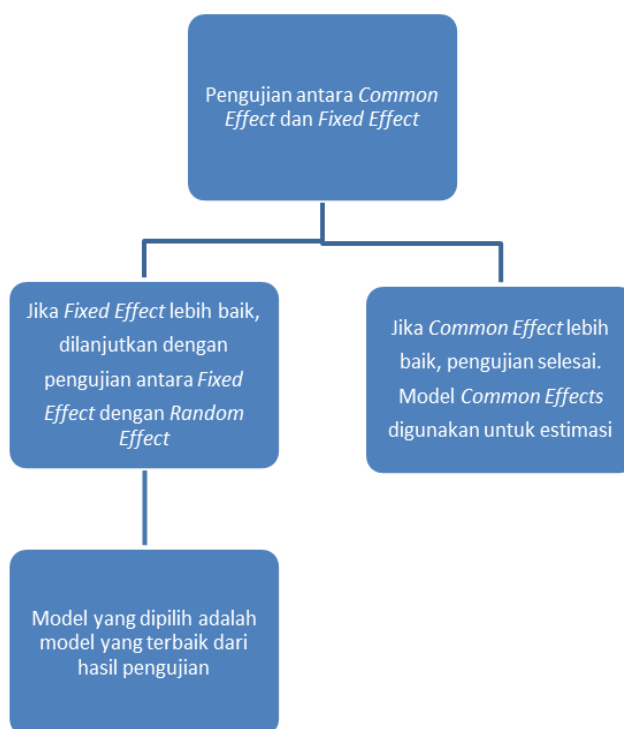 Pengujian antara Common
Effect dan Fixed Effect
Jika Fixed Effect lebih baik,
dilanjutkan dengan
pengujian antara Fixed
Effect dengan Random
Effect
Jika Common Effect lebih
baik, pengujian selesai.
Model Common Effects
digunakan untuk estimasi
Model yang dipilih adalah
model yang terbaik dari
hasil pengujian